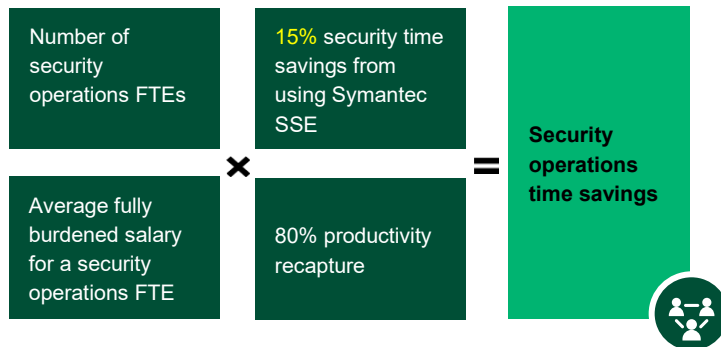 Number of
security
operations FTEs
15% security time
savings from
using Symantec
SSE
×
Average fully
burdened salary
for a security
operations FTE
80% productivity
recapture
=
Security
operations
time savings